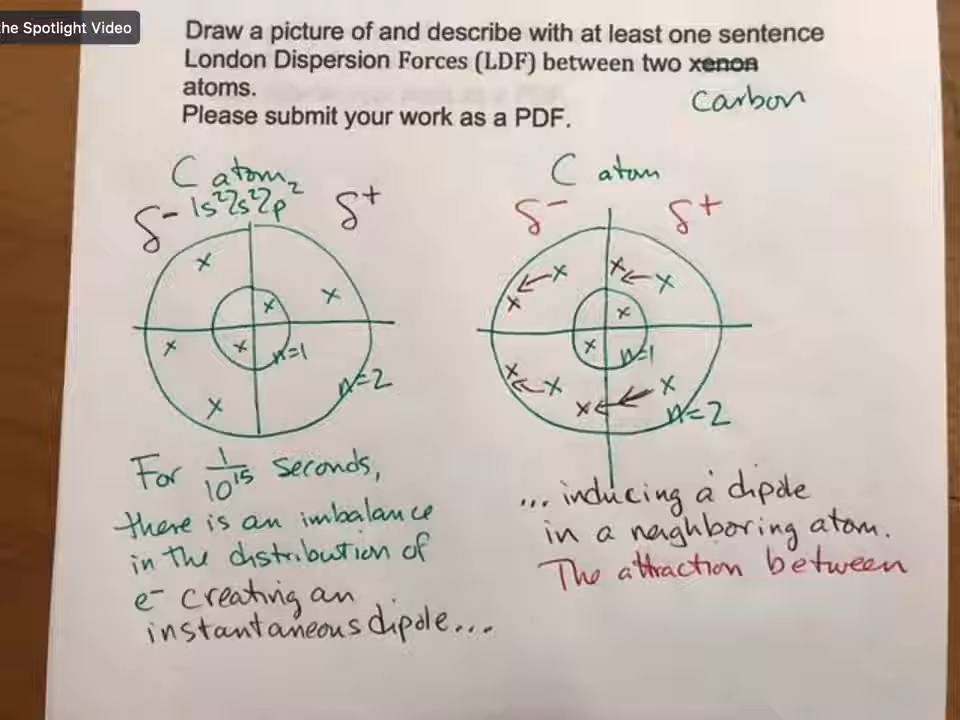 he Spotlight Video
Draw a picture of and describe with at least one sentence
London Dispersion Forces (LDF) between two xenon
atoms.
carbon
Please submit your work as a PDF.
C atom
1s²2s²2p²
δ- δ+
x
x
x
x
x
x
n=1
n=2
For 1/10¹⁵ seconds,
there is an imbalance
in the distribution of
e⁻ creating an
instantaneous dipole...
C atom
δ- δ+
x x x x
x
x
x
x
x x x x
n=1
n=2
... inducing a dipole
in a neighboring atom.
The attraction between